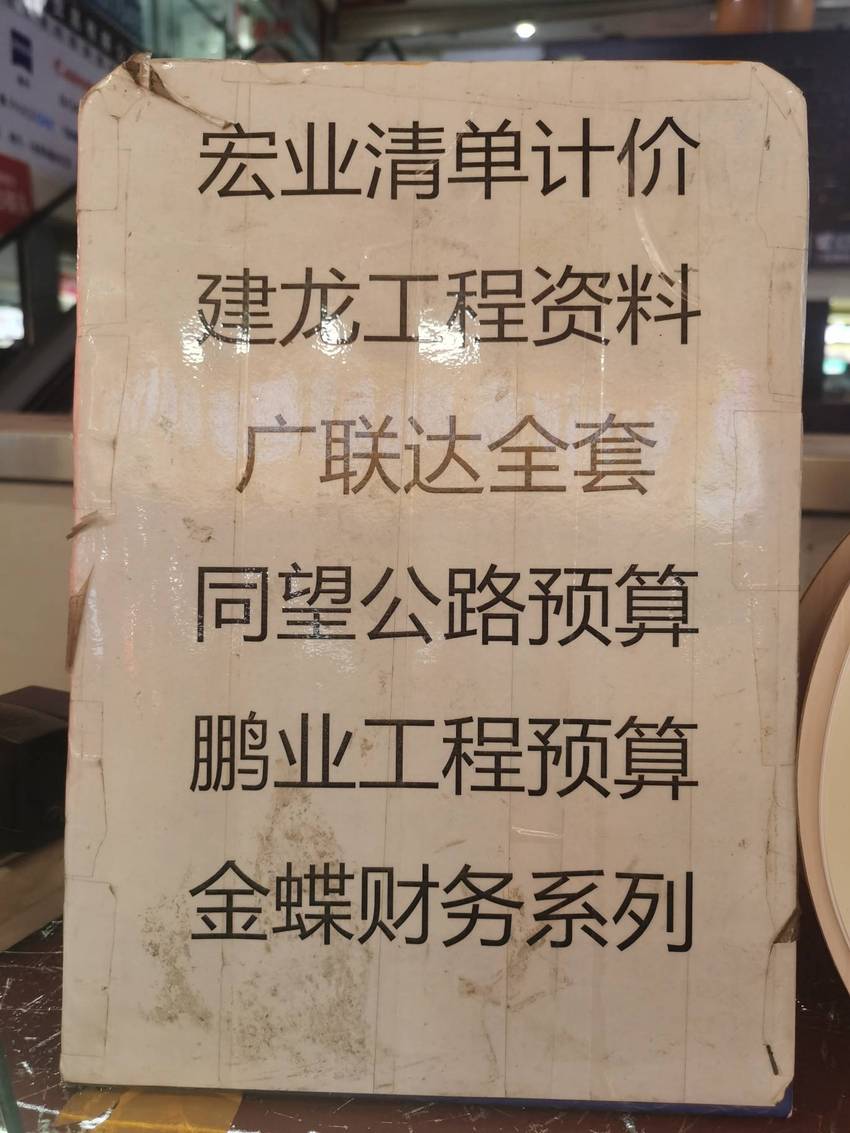 宏业清单计价
建龙工程资料
广联达全套
同望公路预算
鹏业工程预算
金蝶财务系列